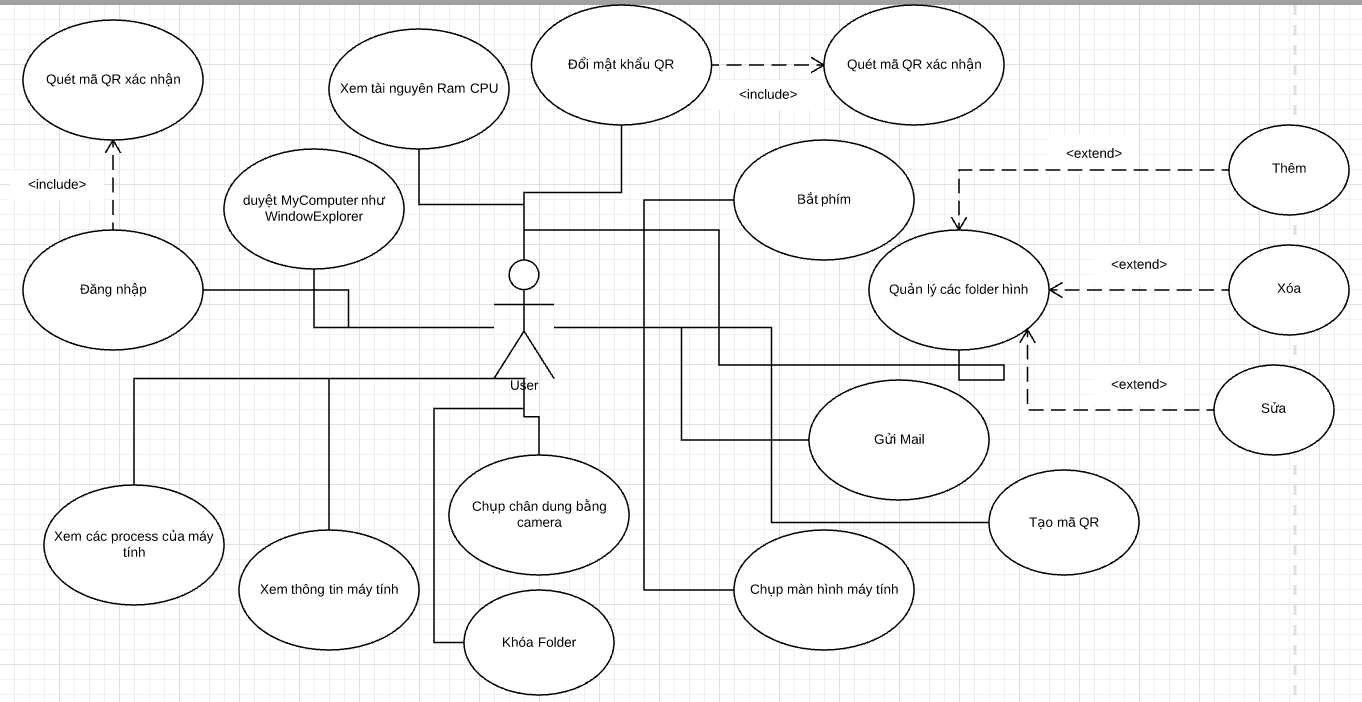 Quét mã QR xác nhận
Xem tài nguyên Ram CPU
Đổi mật khẩu QR
<include>
Quét mã QR xác nhận
<include>
duyệt MyComputer như
WindowExplorer
Đăng nhập
Bắt phím
<extend>
Thêm
Quản lý các folder hình
<extend>
Xóa
User
<extend>
Sửa
Gửi Mail
Chụp chân dung bằng
camera
Tạo mã QR
Xem các process của máy
tính
Xem thông tin máy tính
Chụp màn hình máy tính
Khóa Folder